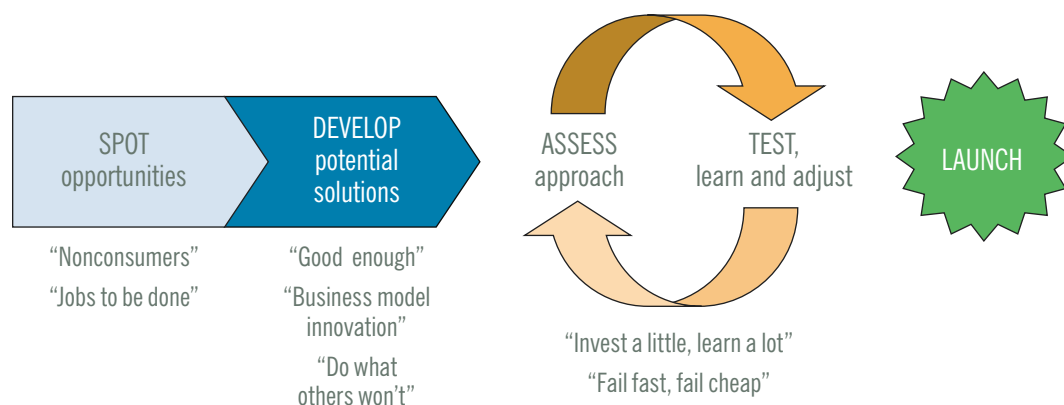 SPOT
opportunities
DEVELOP
potential
solutions
ASSESS
approach
TEST,
learn and adjust
LAUNCH
“Nonconsumers”
“Jobs to be done”
“Good enough”
“Business model
innovation”
“Do what
others won’t”
“Invest a little, learn a lot”
“Fail fast, fail cheap”